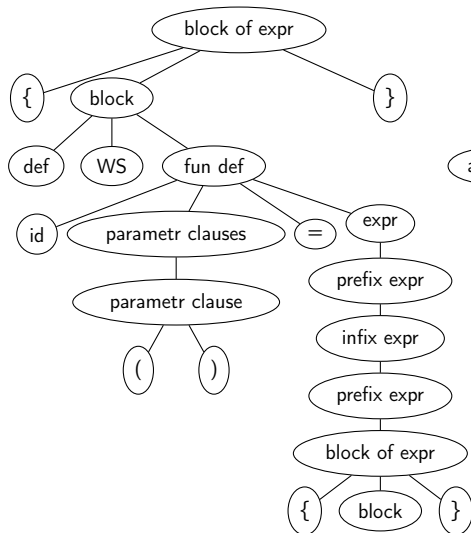 block of expr
{ block }
def WS fun def a
id parametr clauses = expr
parametr clause prefix expr
infix expr
( ) prefix expr
block of expr
{ block }